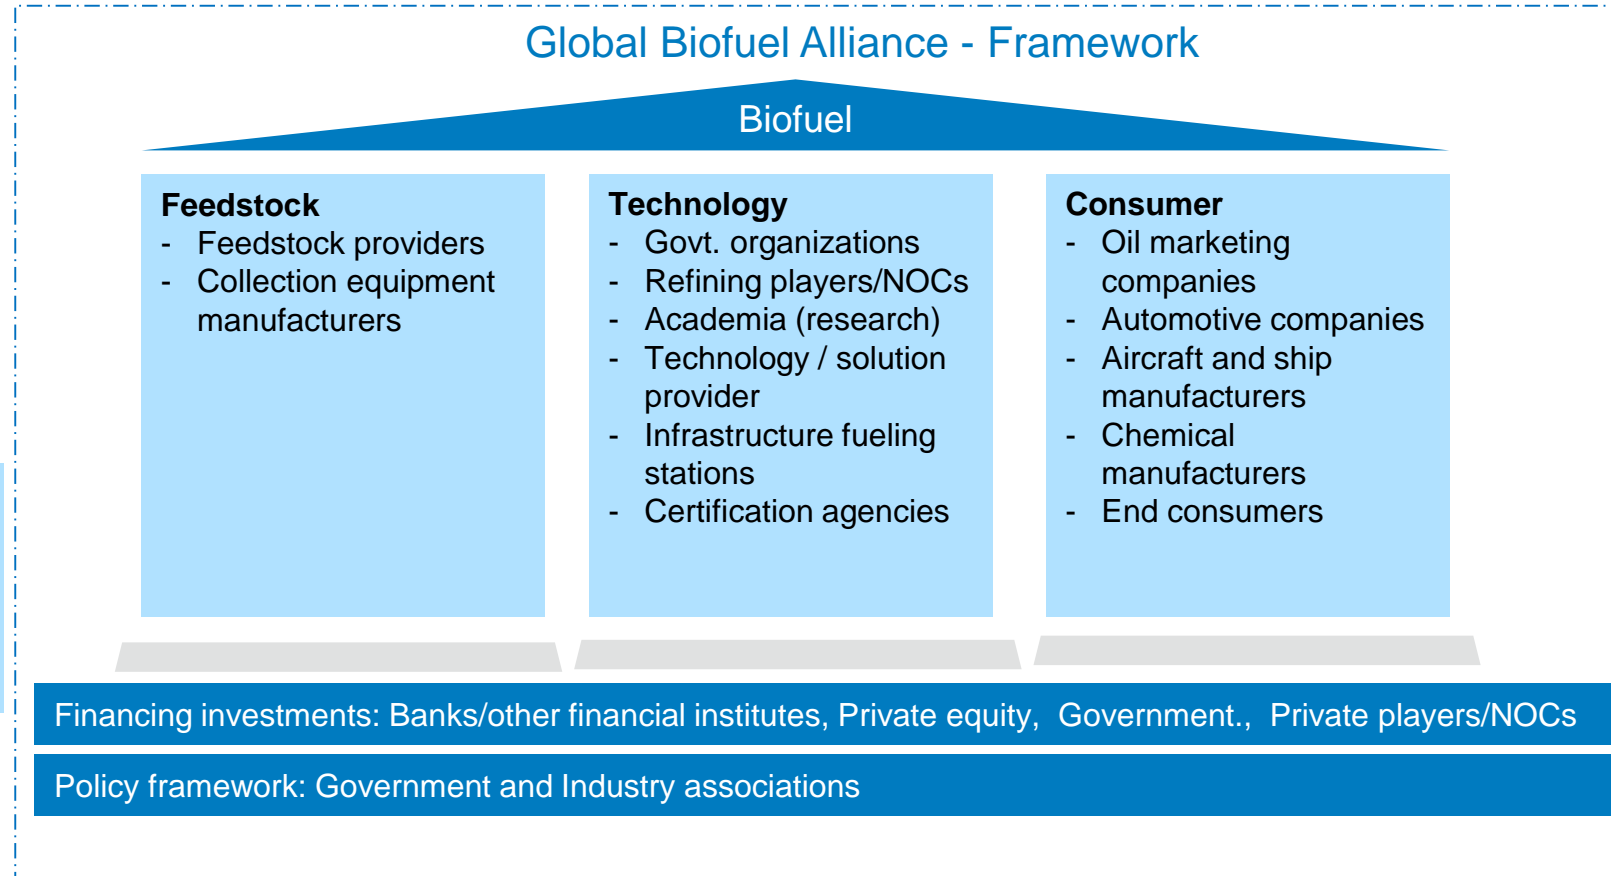 Global Biofuel Alliance - Framework
Biofuel
Feedstock
- Feedstock providers
- Collection equipment
manufacturers
Technology
- Govt. organizations
- Refining players/NOCs
- Academia (research)
- Technology / solution
provider
- Infrastructure fueling
stations
- Certification agencies
Consumer
- Oil marketing
companies
- Automotive companies
- Aircraft and ship
manufacturers
- Chemical
manufacturers
- End consumers
Financing investments: Banks/other financial institutes, Private equity,  Government.,  Private players/NOCs
Policy framework: Government and Industry associations